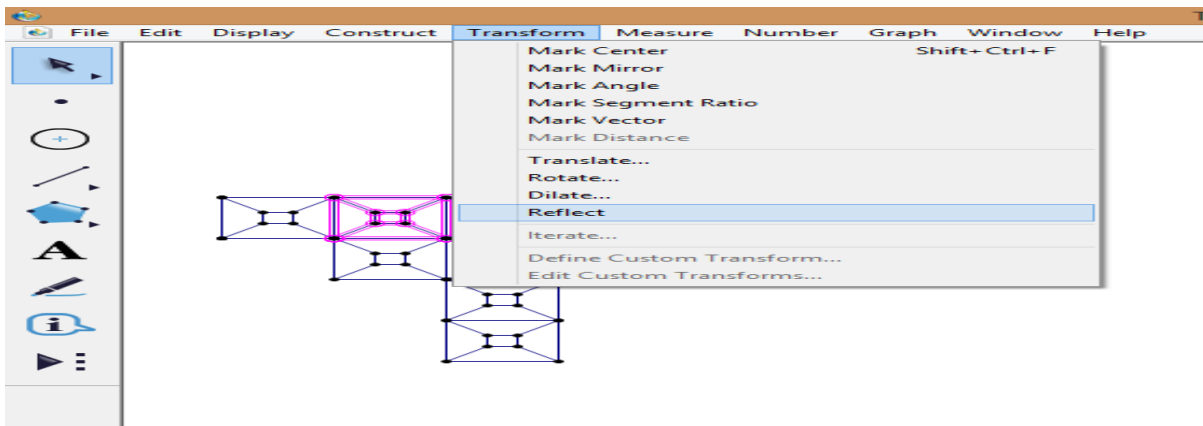 T
File Edit Display Construct Transform Measure Number Graph Window Help
Mark Center Shift+Ctrl+F
Mark Mirror
Mark Angle
Mark Segment Ratio
Mark Vector
Mark Distance
Translate...
Rotate...
Dilate...
Reflect
Iterate...
Define Custom Transform...
Edit Custom Transforms...
A
i